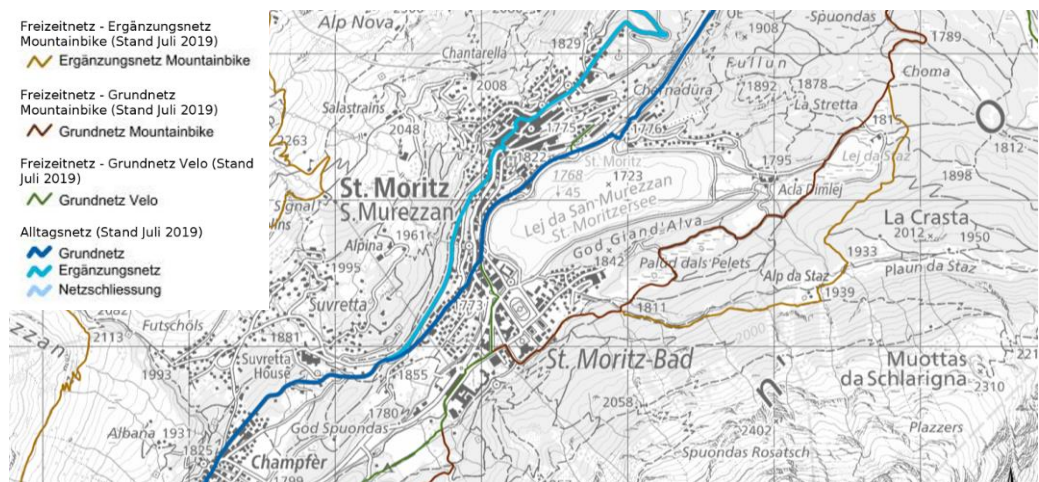 Freizeitnetz - Ergänzungsnetz
Mountainbike (Stand Juli 2019)
Ergänzungsnetz Mountainbike
Freizeitnetz - Grundnetz
Mountainbike (Stand Juli 2019)
Grundnetz Mountainbike
Freizeitnetz - Grundnetz Velo (Stand
Juli 2019)
Grundnetz Velo
Alltagsnetz (Stand Juli 2019)
Grundnetz
Ergänzungsnetz
Netzschliessung
Alp Nova
1829
1908
Spuondas
1789
Chantarella
Fullun
Choma
2008
Chernadüra
1892
1878
Salastrains
La Stretta
2048
1775
1776
181
1812
2263
1822
St. Moritz
1795
Lej da Staz
1898
St. Moritz
S. Murezzan
1768
45
1723
Acla Dimlej
Signal
Lej da San Murezzan
St. Moritzersee
La Crasta
2012
1950
Alpina
1961
God Giand'Alva
1842
1933
Palüd dals Pelets
Plaun da Staz
1995
Alp da Staz
1939
Suvretta
1773
1811
2000
2113
Futschöls
1881
Suvretta
House
St. Moritz-Bad
Muottas
da Schlarigna
1993
1855
2310
1780
2058
Albana
1931
God Spuondas
2402
Plazzers
1825
Champfèr
Spuondas Rosatsch
1799